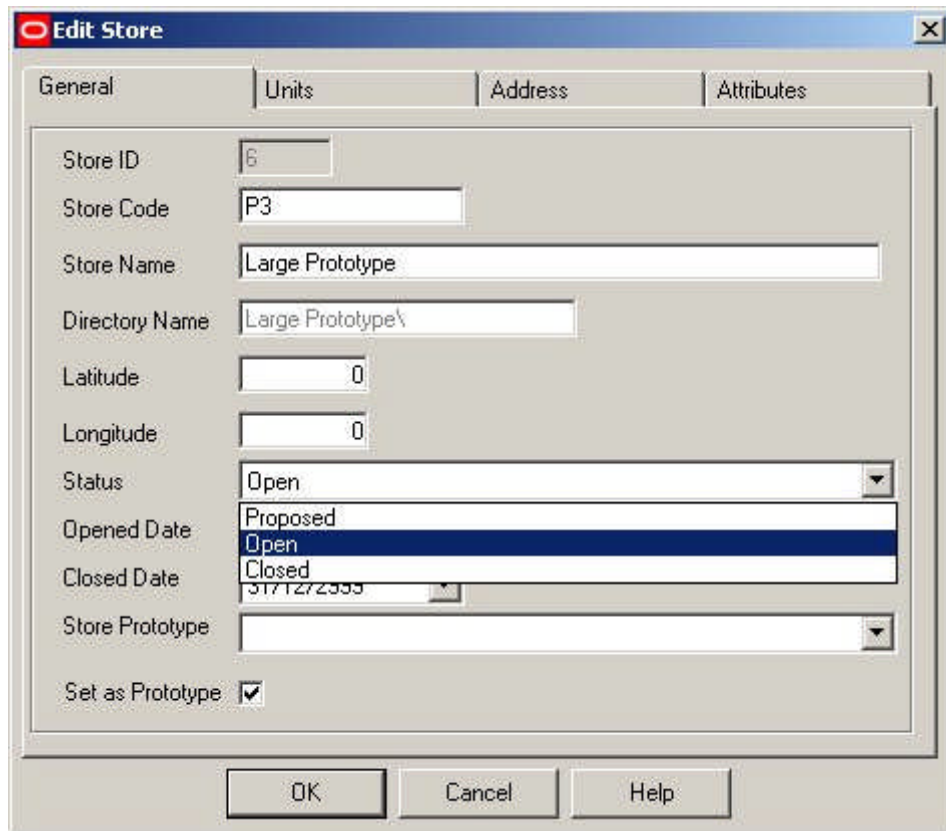 Edit Store
General Units Address Attributes
Store ID 6
Store Code P3
Store Name Large Prototype
Directory Name Large Prototype\
Latitude 0
Longitude 0
Status Open
Proposed
Opened Date Open
Closed
Closed Date
Store Prototype
Set as Prototype
OK Cancel Help